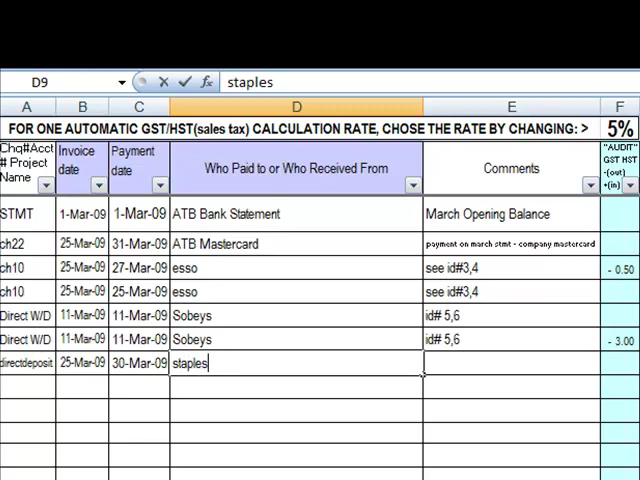 D9 fx staples
A B C D E F
FOR ONE AUTOMATIC GST/HST(sales tax) CALCULATION RATE, CHOSE THE RATE BY CHANGING: > 5%
Chq#Acct
# Project
Name
Invoice
date
Payment
date
Who Paid to or Who Received From
Comments
"AUDIT"
GST HST
-(out)
+(in)
STMT 1-Mar-09 1-Mar-09 ATB Bank Statement March Opening Balance
ch22 25-Mar-09 31-Mar-09 ATB Mastercard payment on march stmt - company mastercard
ch10 25-Mar-09 27-Mar-09 esso see id#3,4 - 0.50
ch10 25-Mar-09 25-Mar-09 esso see id#3,4
Direct W/D 11-Mar-09 11-Mar-09 Sobeys id# 5,6
Direct W/D 11-Mar-09 11-Mar-09 Sobeys id# 5,6 - 3.00
directdeposit 25-Mar-09 30-Mar-09 staples